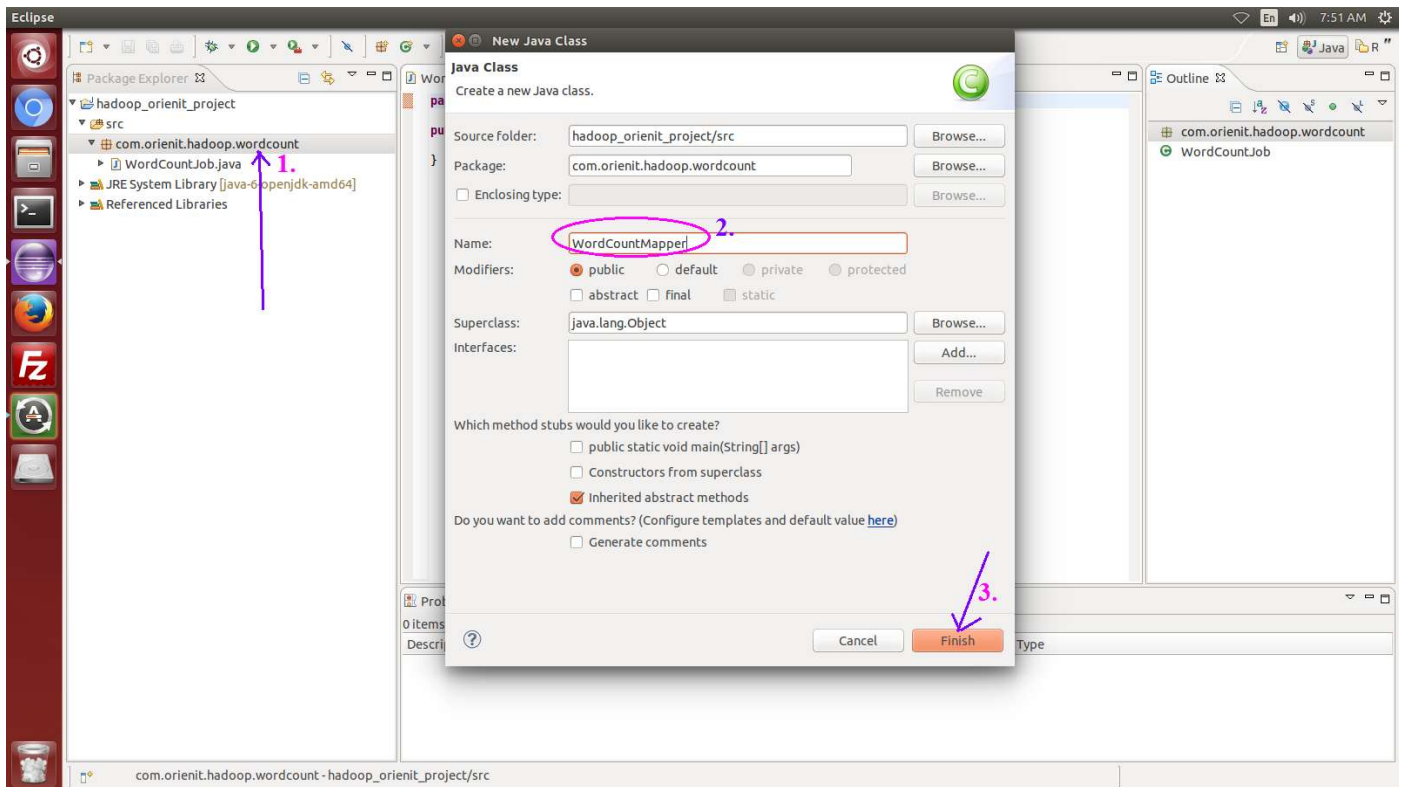 Eclipse
En 7:51 AM
Java R "
Package Explorer
hadoop_orienit_project
src
com.orienit.hadoop.wordcount
WordCountJob.java
JRE System Library [java-6-openjdk-amd64]
Referenced Libraries
1.
Wor
pa
pu
}
New Java Class
Java Class
Create a new Java class.
Source folder: hadoop_orienit_project/src Browse...
Package: com.orienit.hadoop.wordcount Browse...
Enclosing type: Browse...
2.
Name: WordCountMapper
Modifiers: public default private protected
abstract final static
Superclass: java.lang.Object Browse...
Interfaces: Add...
Remove
Which method stubs would you like to create?
public static void main(String[] args)
Constructors from superclass
Inherited abstract methods
Do you want to add comments? (Configure templates and default value here)
Generate comments
3.
? Cancel Finish
Outline
com.orienit.hadoop.wordcount
WordCountJob
Prob
0 items
Descri Type
com.orienit.hadoop.wordcount - hadoop_orienit_project/src